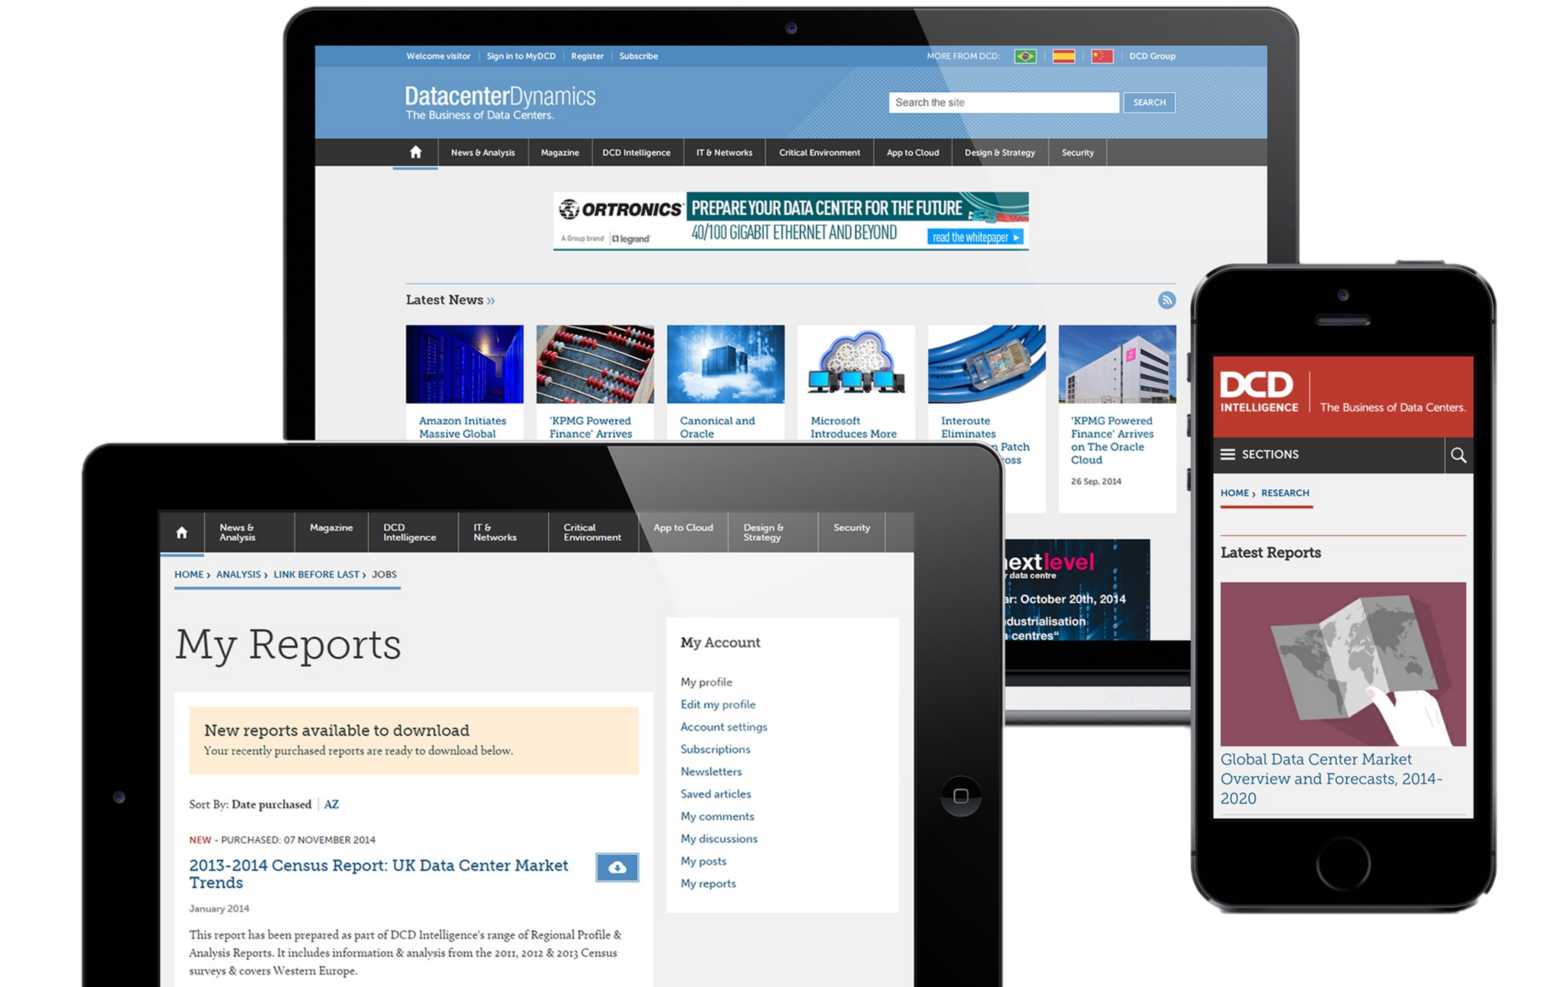 Welcome visitor
Sign in to MyDCD
Register
Subscribe
MORE FROM DCD:
DCD Group
DatacenterDynamics
The Business of Data Centers.
Search the site
SEARCH
News & Analysis
Magazine
DCD Intelligence
IT & Networks
Critical Environment
App to Cloud
Design & Strategy
Security
ORTRONICS
A Group brand
legrand
PREPARE YOUR DATA CENTER FOR THE FUTURE
40/100 GIGABIT ETHERNET AND BEYOND
read the whitepaper
Latest News »
Amazon Initiates
Massive Global
'KPMG Powered
Finance' Arrives
Canonical and
Oracle
Microsoft
Introduces More
Interoute
Eliminates
Patch
'KPMG Powered
Finance' Arrives
on The Oracle
Cloud
26 Sep, 2014
level
data centre
October 20th, 2014
centres"
News &
Analysis
Magazine
DCD
Intelligence
IT &
Networks
Critical
Environment
App to Cloud
Design &
Strategy
Security
HOME › ANALYSIS › LINK BEFORE LAST › JOBS
My Reports
New reports available to download
Your recently purchased reports are ready to download below.
Sort By: Date purchased | AZ
NEW - PURCHASED: 07 NOVEMBER 2014
2013-2014 Census Report: UK Data Center Market
Trends
January 2014
This report has been prepared as part of DCD Intelligence's range of Regional Profile &
Analysis Reports. It includes information & analysis from the 2011, 2012 & 2013 Census
surveys & covers Western Europe.
My Account
My profile
Edit my profile
Account settings
Subscriptions
Newsletters
Saved articles
My comments
My discussions
My posts
My reports
DCD
INTELLIGENCE
The Business of Data Centers.
SECTIONS
HOME › RESEARCH
Latest Reports
Global Data Center Market
Overview and Forecasts, 2014-
2020